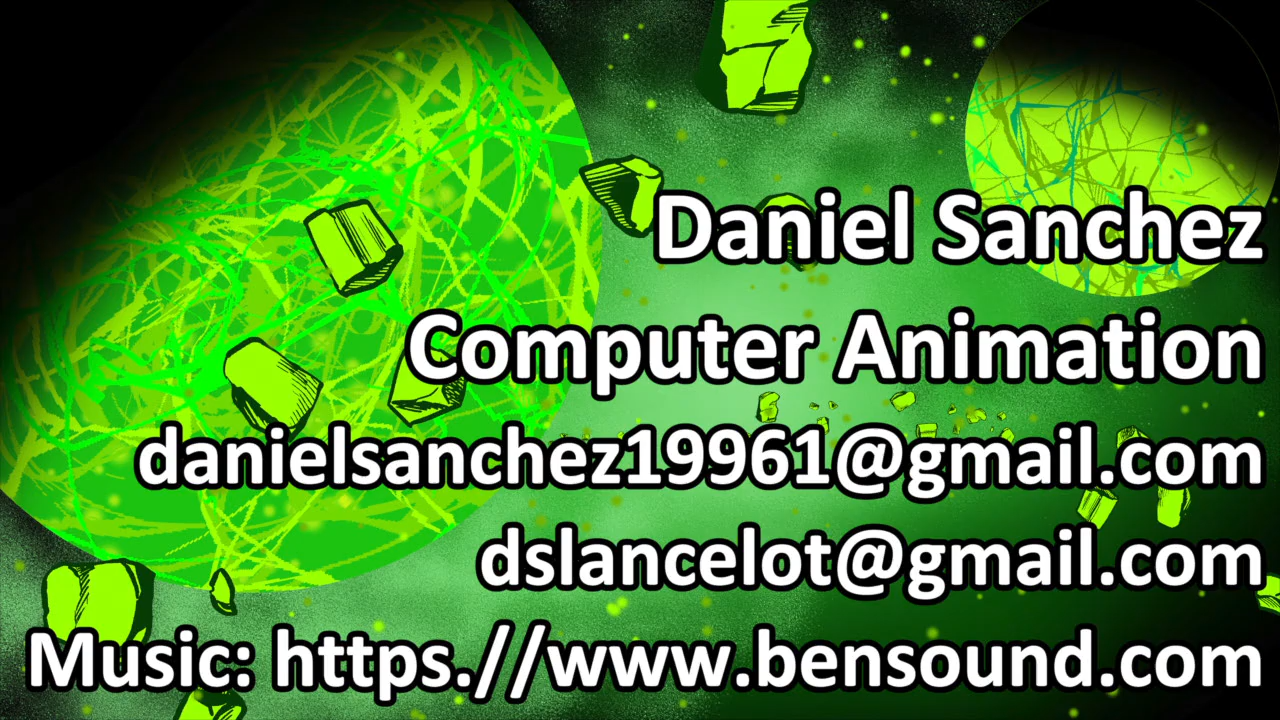 Daniel Sanchez
Computer Animation
danielsanchez19961@gmail.com
dslancelot@gmail.com
Music: https.//www.bensound.com